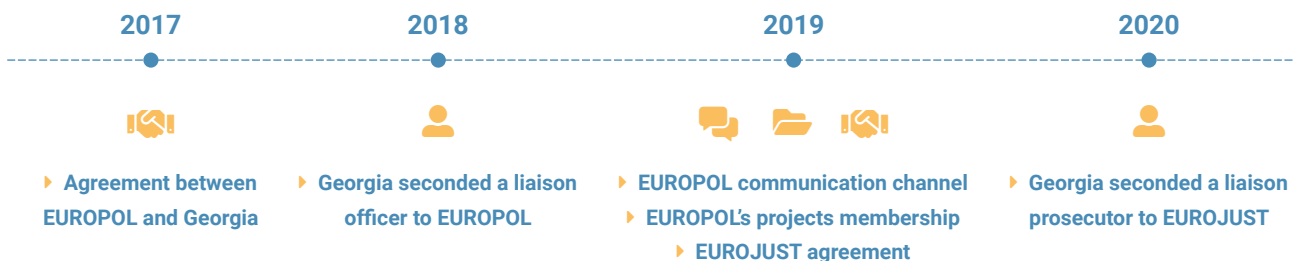 2017
2018
2019
2020
Agreement between
EUROPOL and Georgia
Georgia seconded a liaison
officer to EUROPOL
EUROPOL communication channel
EUROPOL's projects membership
EUROJUST agreement
Georgia seconded a liaison
prosecutor to EUROJUST